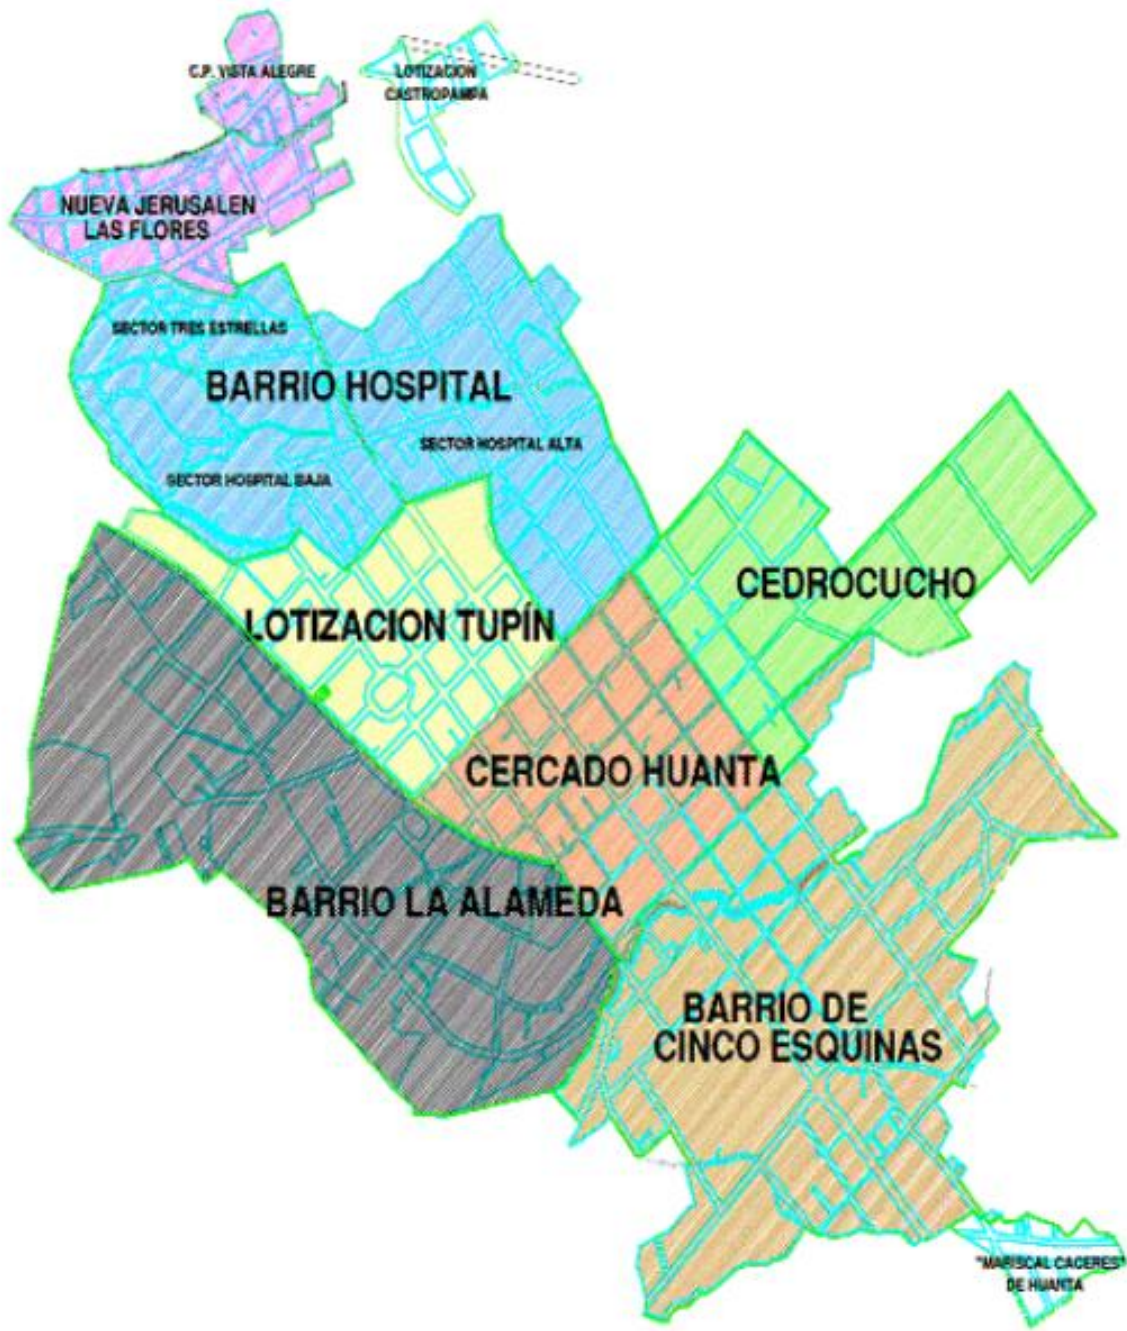 C.P. VISTA ALEGRE
LOTIZACION
CASTROPAMPA
NUEVA JERUSALEN
LAS FLORES
SECTOR TRES ESTRELLAS
BARRIO HOSPITAL
SECTOR HOSPITAL ALTA
SECTOR HOSPITAL BAJA
CEDROCUCHO
LOTIZACION TUPÍN
CERCADO HUANTA
BARRIO LA ALAMEDA
BARRIO DE
CINCO ESQUINAS
"MARISCAL CACERES"
DE HUANTA